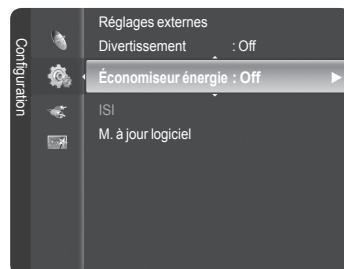 Configuration
Réglages externes
Divertissement : Off
Économiseur énergie : Off
ISI
M. à jour logiciel